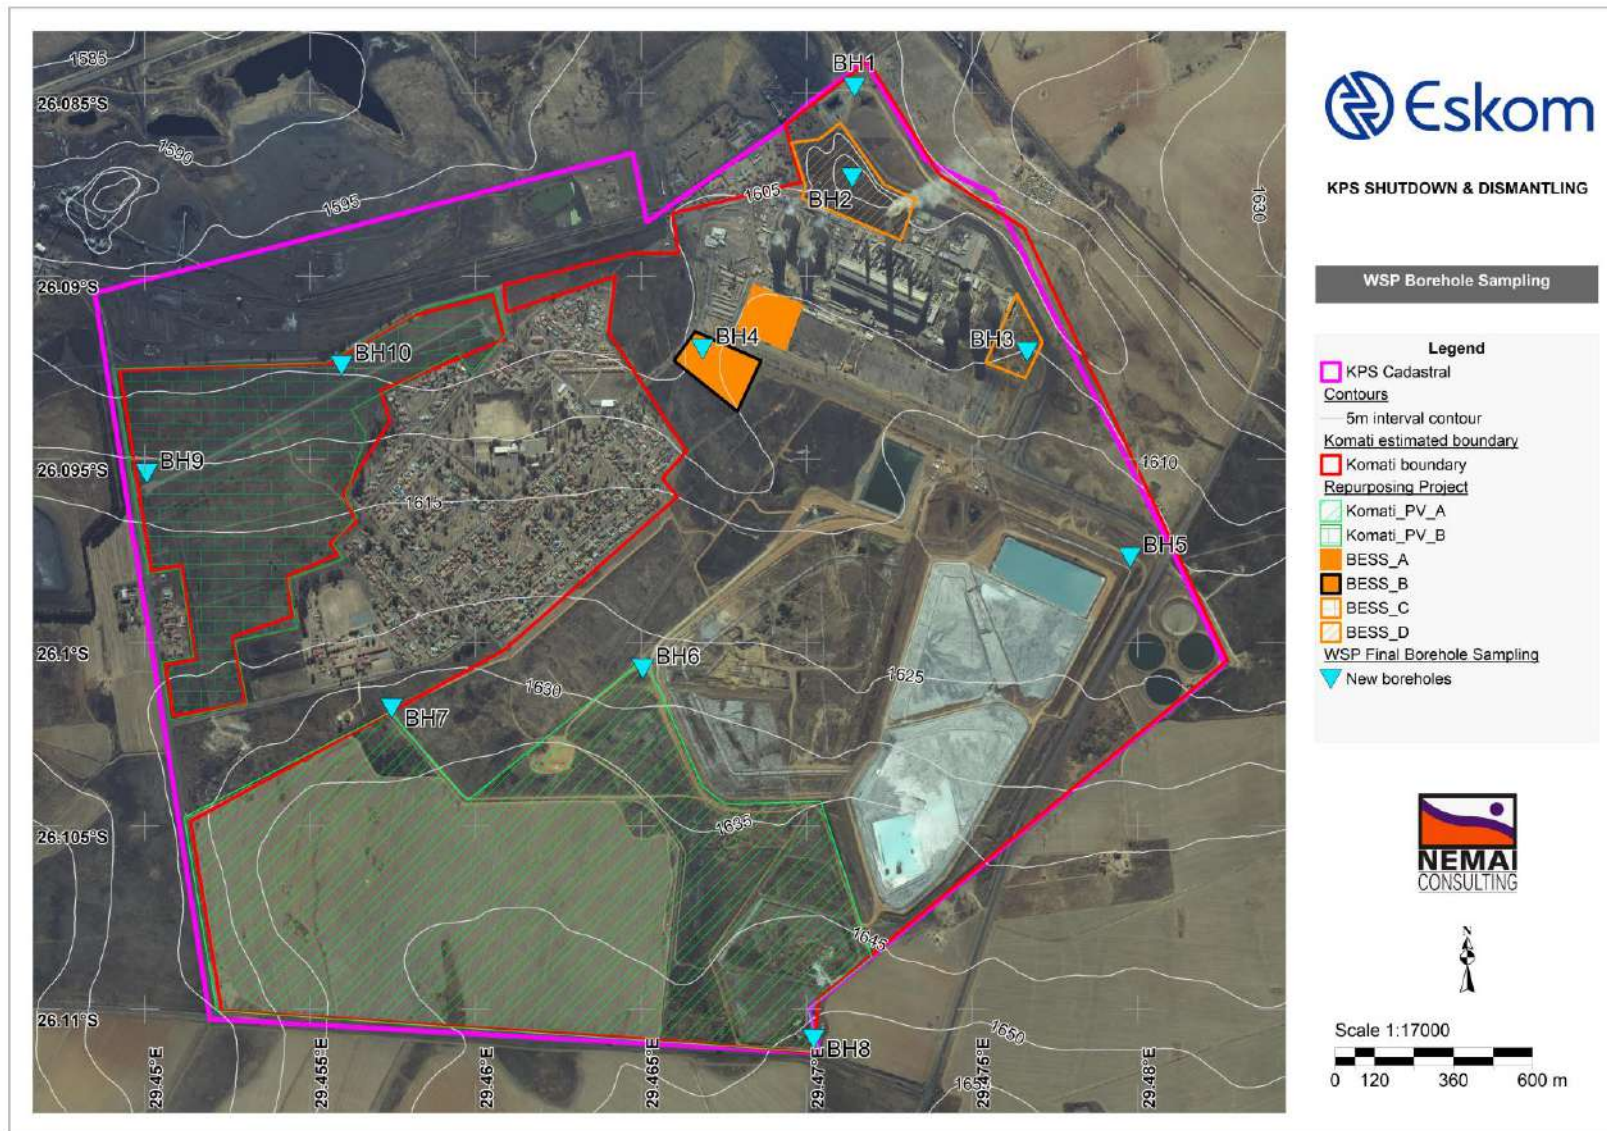 1585
BH1
26.085°S
1590
1605
BH2
1595
1630
26.09°S
BH3
BH4
BH10
26.095°S
BH9
1610
1615
BH5
26.1°S
BH6
1625
1630
BH7
26.105°S
1635
1645
26.11°S
1650
BH8
29.45°E
29.455°E
29.46°E
29.465°E
29.47°E
29.475°E
29.48°E
Eskom
KPS SHUTDOWN & DISMANTLING
WSP Borehole Sampling
Legend
KPS Cadastral
Contours
5m interval contour
Komati estimated boundary
Komati boundary
Repurposing Project
Komati_PV_A
Komati_PV_B
BESS_A
BESS_B
BESS_C
BESS_D
WSP Final Borehole Sampling
New boreholes
NEMAI
CONSULTING
N
Scale 1:17000
0 120 360 600 m